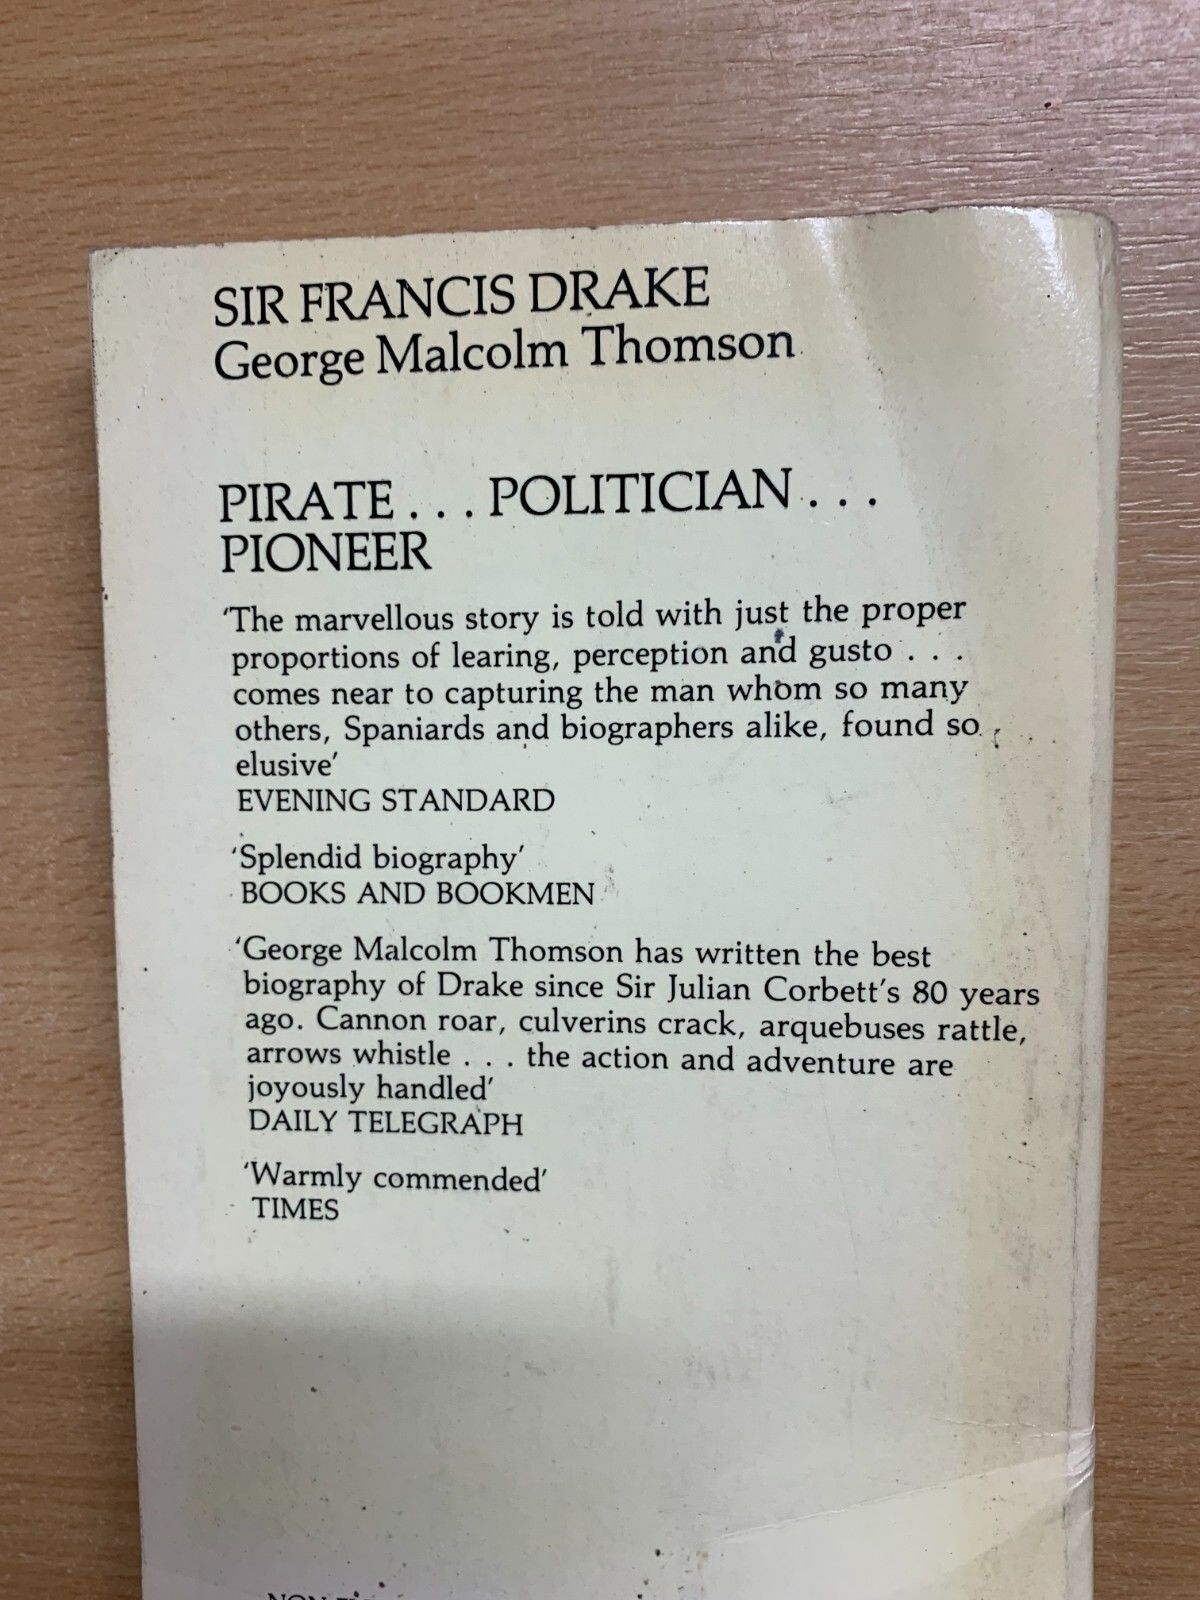 SIR FRANCIS DRAKE
George Malcolm Thomson
PIRATE . . . POLITICIAN . . .
PIONEER
‘The marvellous story is told with just the proper
proportions of learing, perception and gusto . . .
comes near to capturing the man whom so many
others, Spaniards and biographers alike, found so
elusive’
EVENING STANDARD
‘Splendid biography’
BOOKS AND BOOKMEN
‘George Malcolm Thomson has written the best
biography of Drake since Sir Julian Corbett’s 80 years
ago. Cannon roar, culverins crack, arquebuses rattle,
arrows whistle . . . the action and adventure are
joyously handled’
DAILY TELEGRAPH
‘Warmly commended’
TIMES